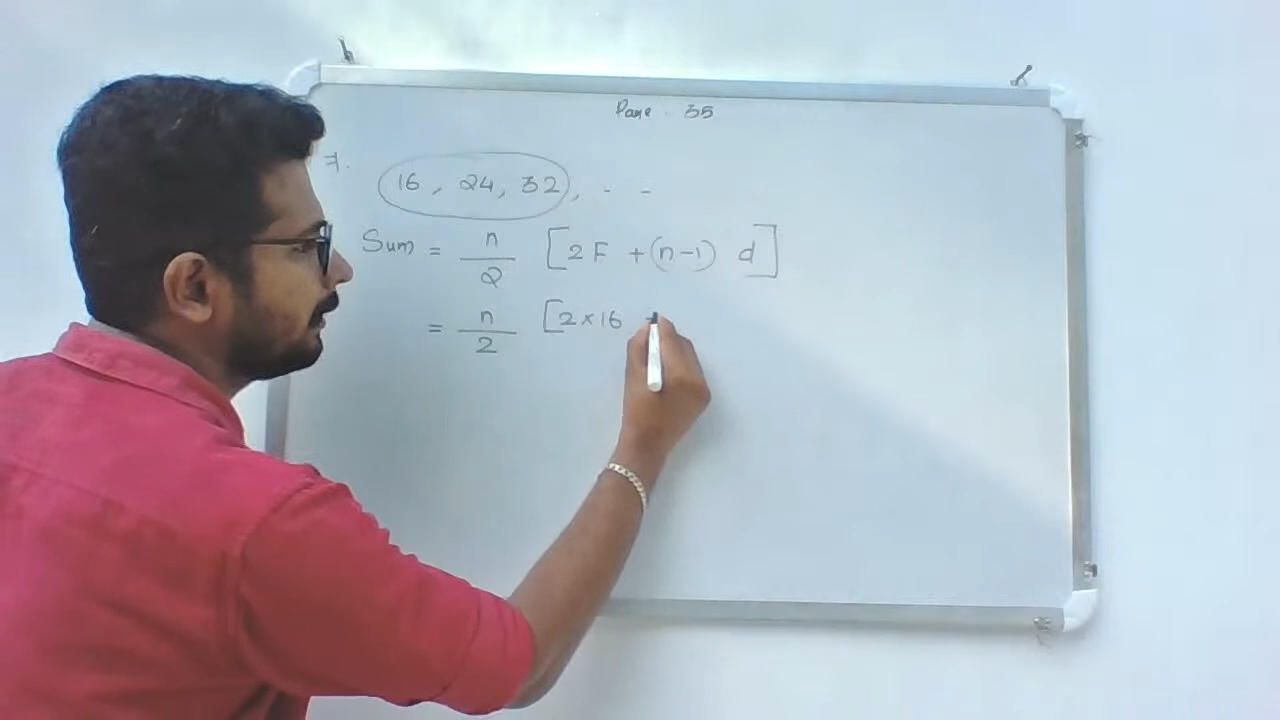 Page - 35
7.
16, 24, 32, - -
Sum = n/2 [2F + (n-1) d]
= n/2 [2×16 +